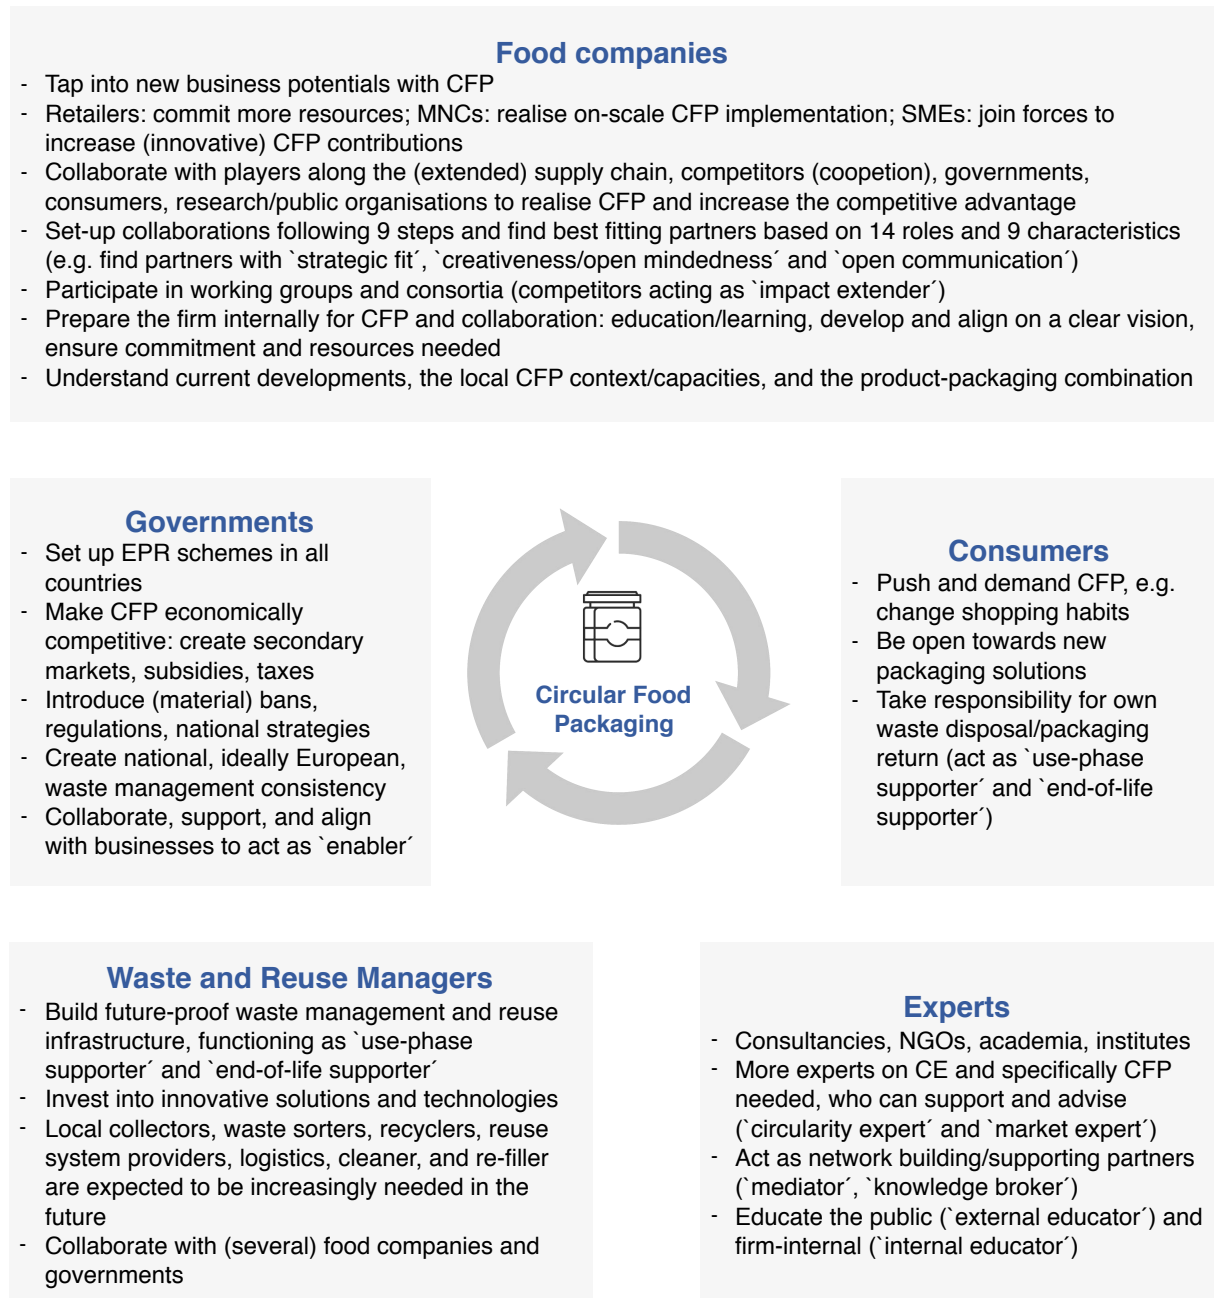 Food companies
- Tap into new business potentials with CFP
- Retailers: commit more resources; MNCs: realise on-scale CFP implementation; SMEs: join forces to
increase (innovative) CFP contributions
- Collaborate with players along the (extended) supply chain, competitors (coopetion), governments,
consumers, research/public organisations to realise CFP and increase the competitive advantage
- Set-up collaborations following 9 steps and find best fitting partners based on 14 roles and 9 characteristics
(e.g. find partners with `strategic fit´, `creativeness/open mindedness´ and `open communication´)
- Participate in working groups and consortia (competitors acting as `impact extender´)
- Prepare the firm internally for CFP and collaboration: education/learning, develop and align on a clear vision,
ensure commitment and resources needed
- Understand current developments, the local CFP context/capacities, and the product-packaging combination
Governments
- Set up EPR schemes in all
countries
- Make CFP economically
competitive: create secondary
markets, subsidies, taxes
- Introduce (material) bans,
regulations, national strategies
- Create national, ideally European,
waste management consistency
- Collaborate, support, and align
with businesses to act as `enabler´
Circular Food
Packaging
Consumers
- Push and demand CFP, e.g.
change shopping habits
- Be open towards new
packaging solutions
- Take responsibility for own
waste disposal/packaging
return (act as `use-phase
supporter´ and `end-of-life
supporter´)
Waste and Reuse Managers
- Build future-proof waste management and reuse
infrastructure, functioning as `use-phase
supporter´ and `end-of-life supporter´
- Invest into innovative solutions and technologies
- Local collectors, waste sorters, recyclers, reuse
system providers, logistics, cleaner, and re-filler
are expected to be increasingly needed in the
future
- Collaborate with (several) food companies and
governments
Experts
- Consultancies, NGOs, academia, institutes
- More experts on CE and specifically CFP
needed, who can support and advise
(`circularity expert´ and `market expert´)
- Act as network building/supporting partners
(`mediator´, `knowledge broker´)
- Educate the public (`external educator´) and
firm-internal (`internal educator´)